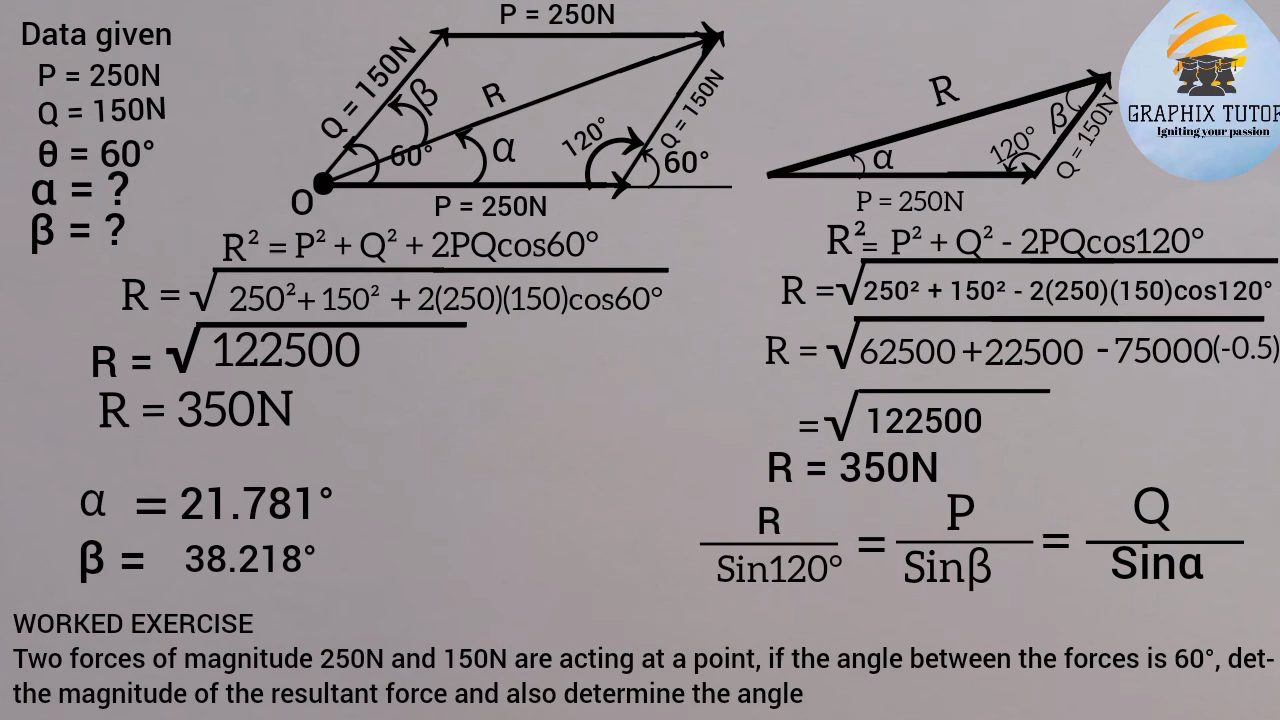 Data given
P = 250N
Q = 150N
θ = 60°
α = ?
β = ?
P = 250N
Q = 150N
β
R
60°
α
120°
Q = 150N
60°
O
P = 250N
R
β
120°
α
Q = 150N
P = 250N
GRAPHIX TUTOR
Igniting your passion
R² = P² + Q² + 2PQcos60°
R = √250² + 150² + 2(250)(150)cos60°
R = √122500
R = 350N
α = 21.781°
β = 38.218°
R² = P² + Q² - 2PQcos120°
R = √250² + 150² - 2(250)(150)cos120°
R = √62500 + 22500 - 75000(-0.5)
= √122500
R = 350N
R/Sin120° = P/Sinβ = Q/Sinα
WORKED EXERCISE
Two forces of magnitude 250N and 150N are acting at a point, if the angle between the forces is 60°, det-
the magnitude of the resultant force and also determine the angle